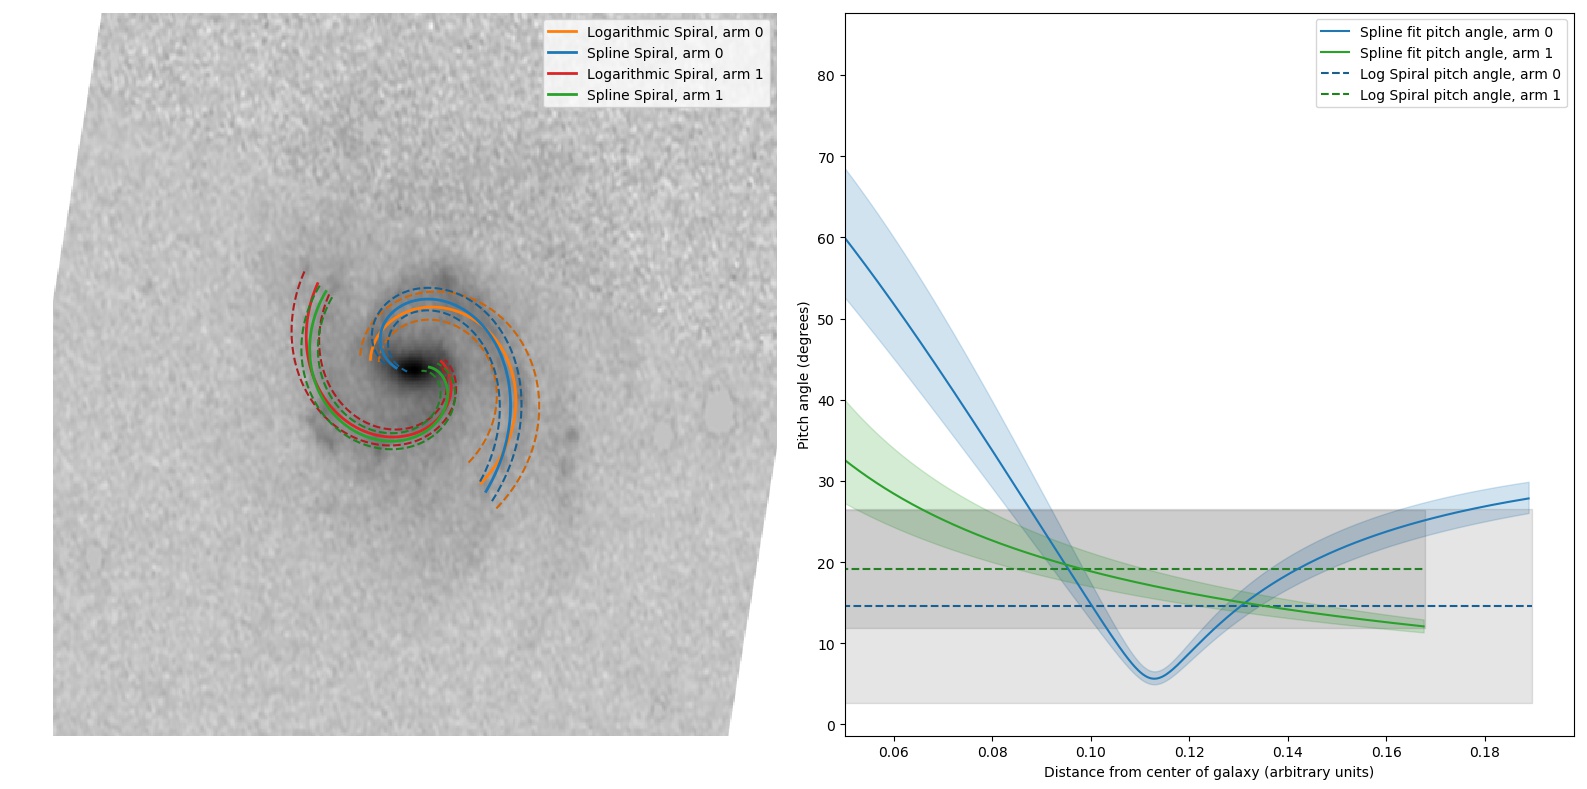 Logarithmic Spiral, arm 0
Spline Spiral, arm 0
Logarithmic Spiral, arm 1
Spline Spiral, arm 1
Spline fit pitch angle, arm 0
Spline fit pitch angle, arm 1
Log Spiral pitch angle, arm 0
Log Spiral pitch angle, arm 1
Pitch angle (degrees)
80
70
60
50
40
30
20
10
0
0.06 0.08 0.10 0.12 0.14 0.16 0.18
Distance from center of galaxy (arbitrary units)